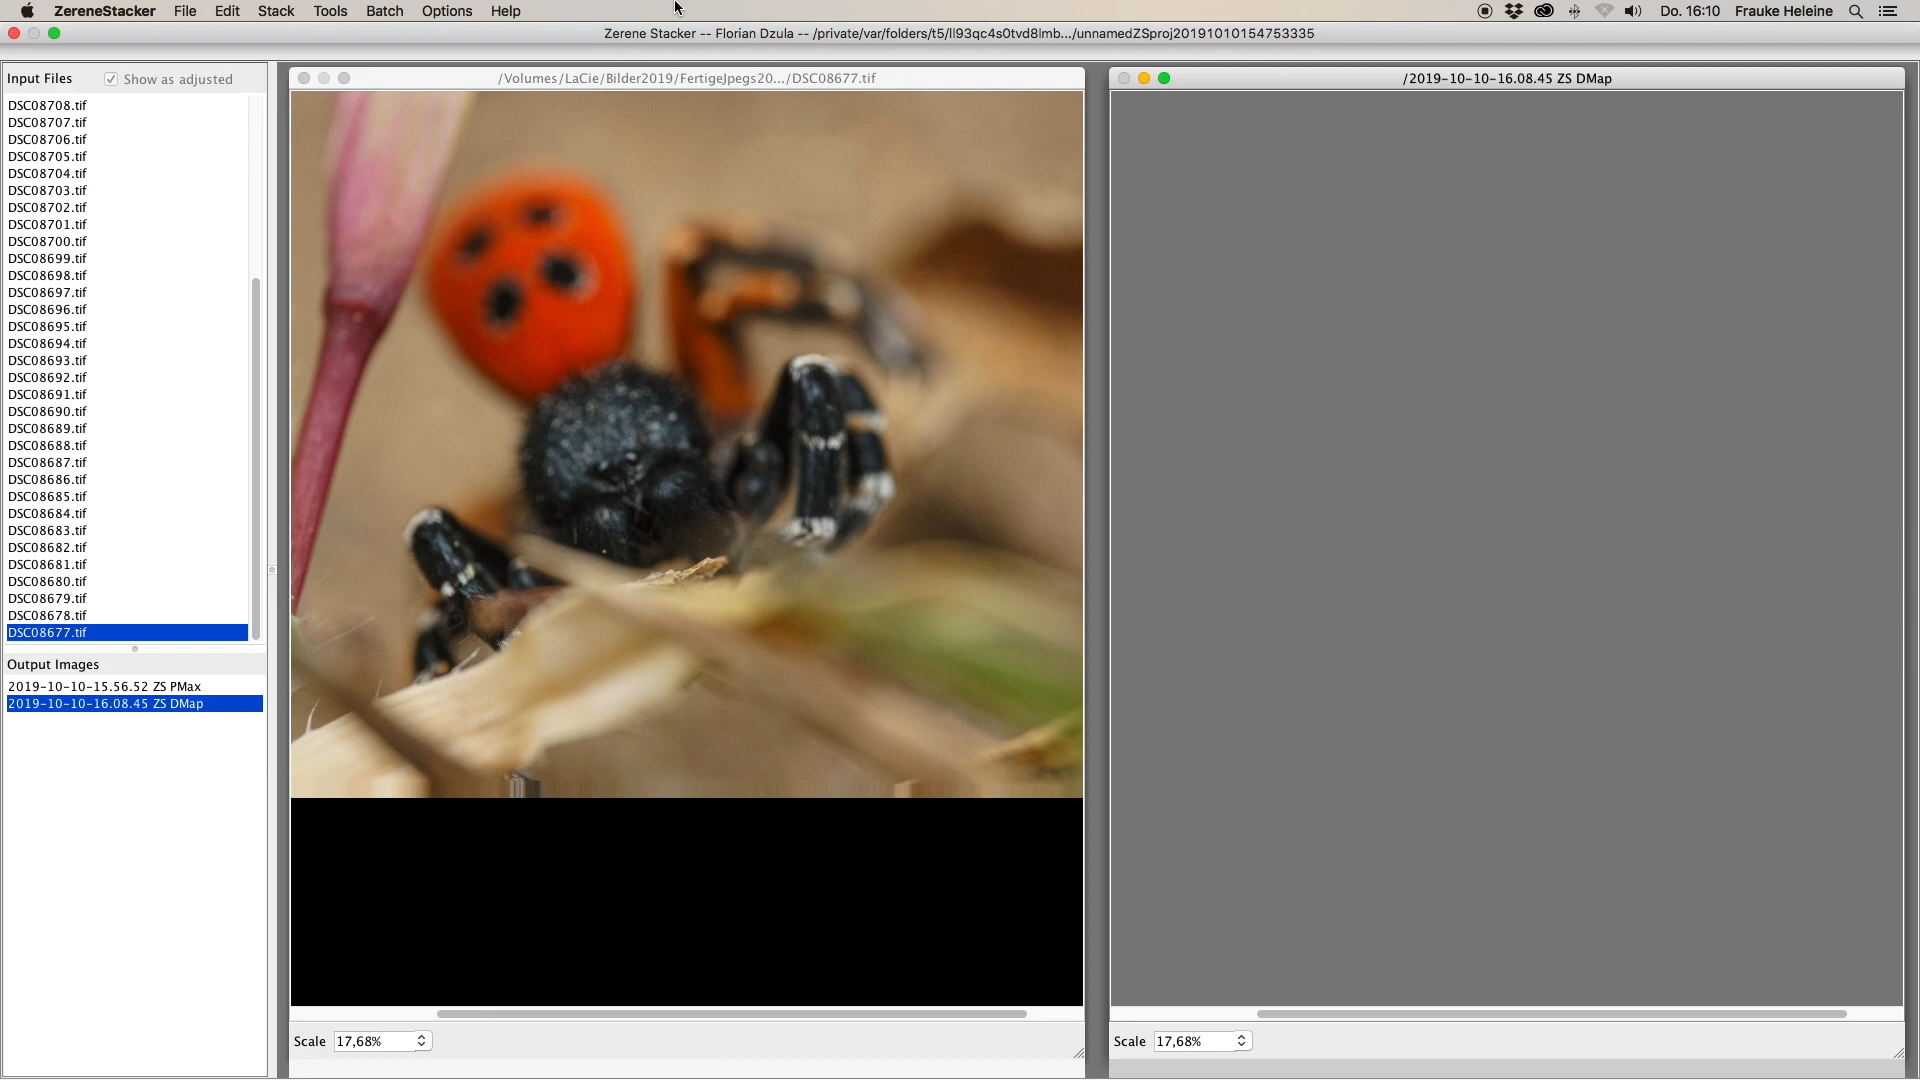 ZereneStacker File Edit Stack Tools Batch Options Help Do. 16:10 Frauke Heleine
Zerene Stacker -- Florian Dzula -- /private/var/folders/t5/ll93qc4s0tvd8lmb.../unnamedZSproj20191010154753335
Input Files Show as adjusted
/Volumes/LaCie/Bilder2019/FertigeJpegs20.../DSC08677.tif
/2019-10-10-16.08.45 ZS DMap
DSC08708.tif
DSC08707.tif
DSC08706.tif
DSC08705.tif
DSC08704.tif
DSC08703.tif
DSC08702.tif
DSC08701.tif
DSC08700.tif
DSC08699.tif
DSC08698.tif
DSC08697.tif
DSC08696.tif
DSC08695.tif
DSC08694.tif
DSC08693.tif
DSC08692.tif
DSC08691.tif
DSC08690.tif
DSC08689.tif
DSC08688.tif
DSC08687.tif
DSC08686.tif
DSC08685.tif
DSC08684.tif
DSC08683.tif
DSC08682.tif
DSC08681.tif
DSC08680.tif
DSC08679.tif
DSC08678.tif
DSC08677.tif
Output Images
2019-10-10-15.56.52 ZS PMax
2019-10-10-16.08.45 ZS DMap
Scale 17,68%
Scale 17,68%